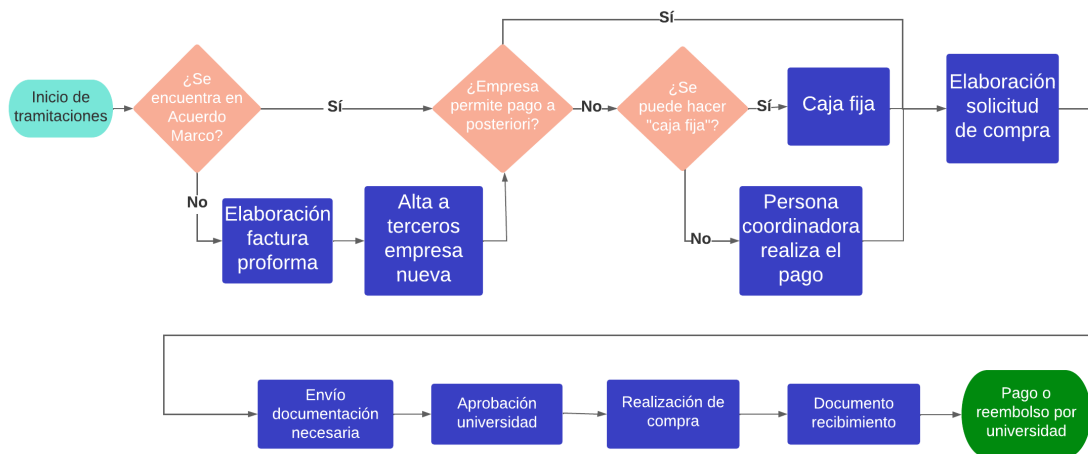 Sí
Inicio de
tramitaciones
¿Se
encuentra en
Acuerdo
Marco?
Sí
¿Empresa
permite pago a
posteriori?
No
¿Se
puede hacer
"caja fija"?
Sí
Caja fija
Elaboración
solicitud
de compra
No
Elaboración
factura
proforma
Alta a
terceros
empresa
nueva
No
Persona
coordinadora
realiza el
pago
Envío
documentación
necesaria
Aprobación
universidad
Realización de
compra
Documento
recibimiento
Pago o
reembolso por
universidad